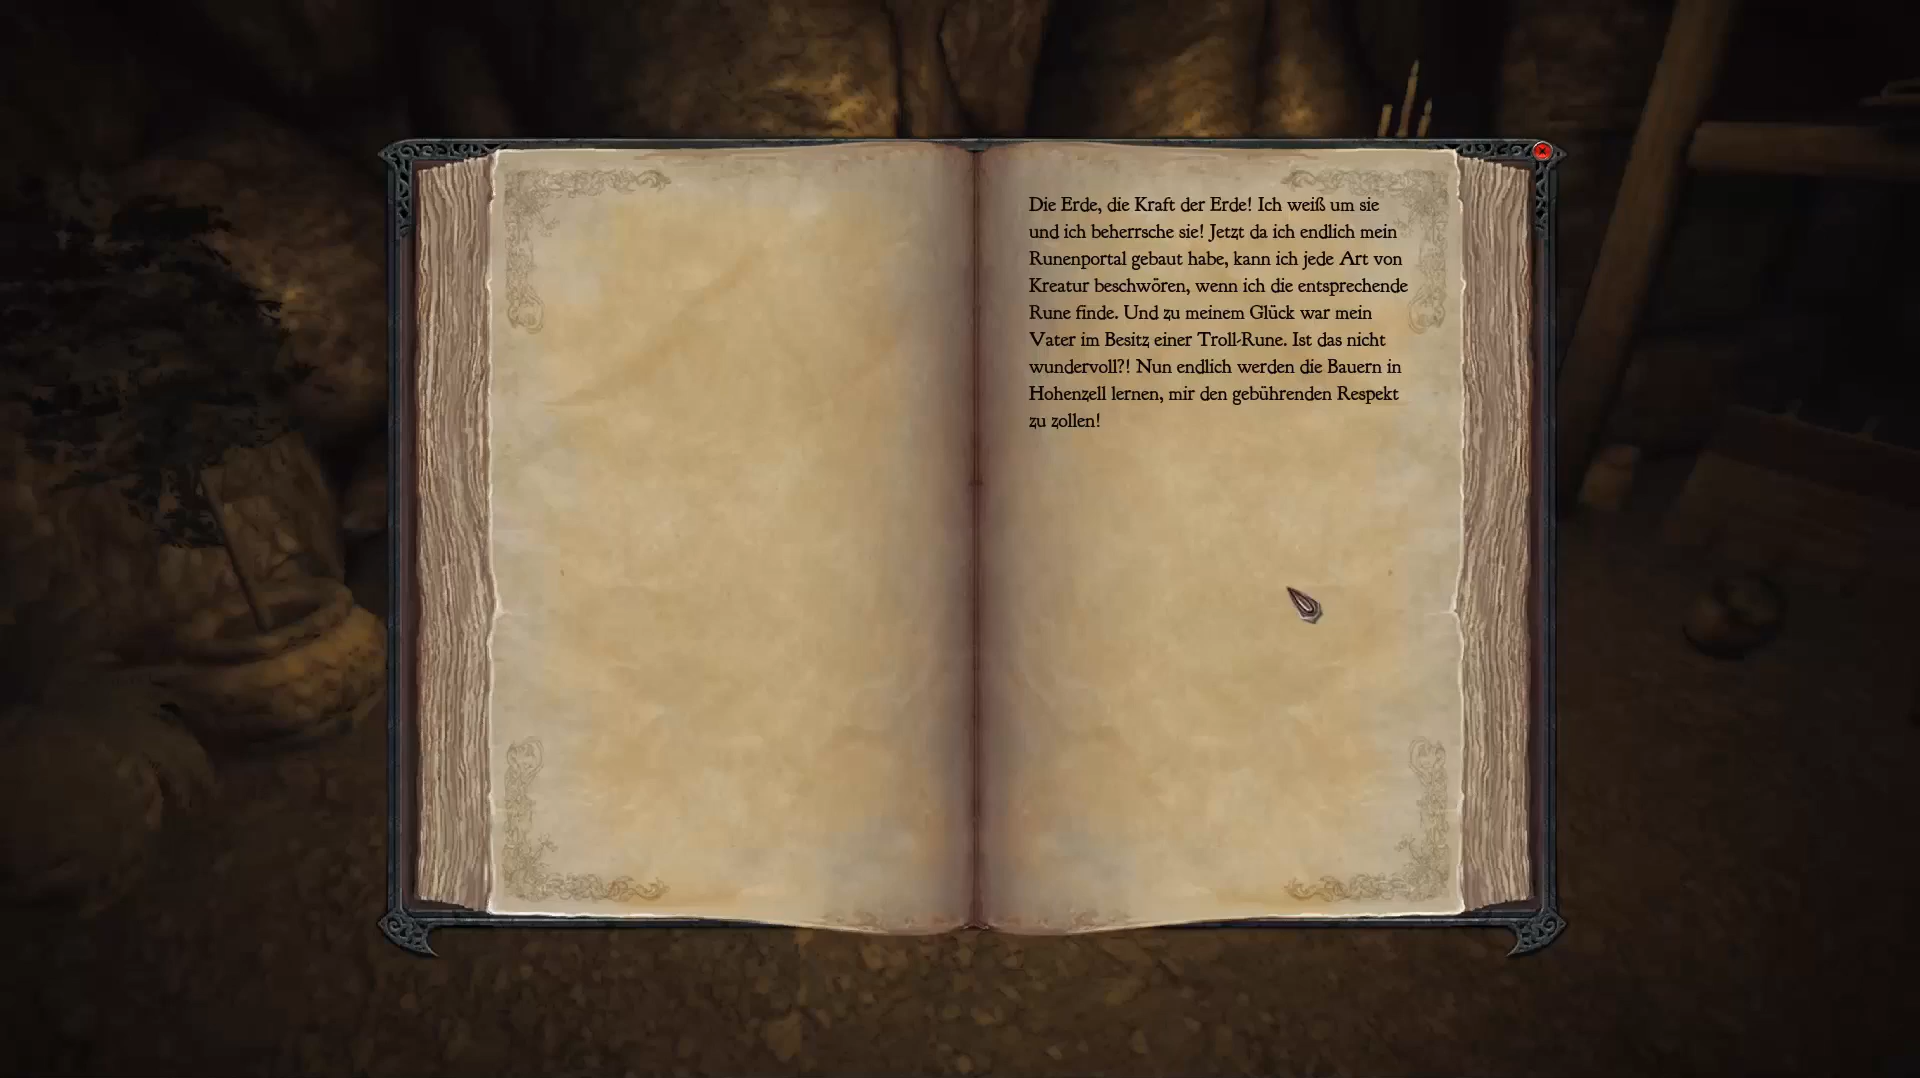 Die Erde, die Kraft der Erde! Ich weiß um sie
und ich beherrsche sie! Jetzt da ich endlich mein
Runenportal gebaut habe, kann ich jede Art von
Kreatur beschwören, wenn ich die entsprechende
Rune finde. Und zu meinem Glück war mein
Vater im Besitz einer Troll-Rune. Ist das nicht
wundervoll?! Nun endlich werden die Bauern in
Hohenzell lernen, mir den gebührenden Respekt
zu zollen!